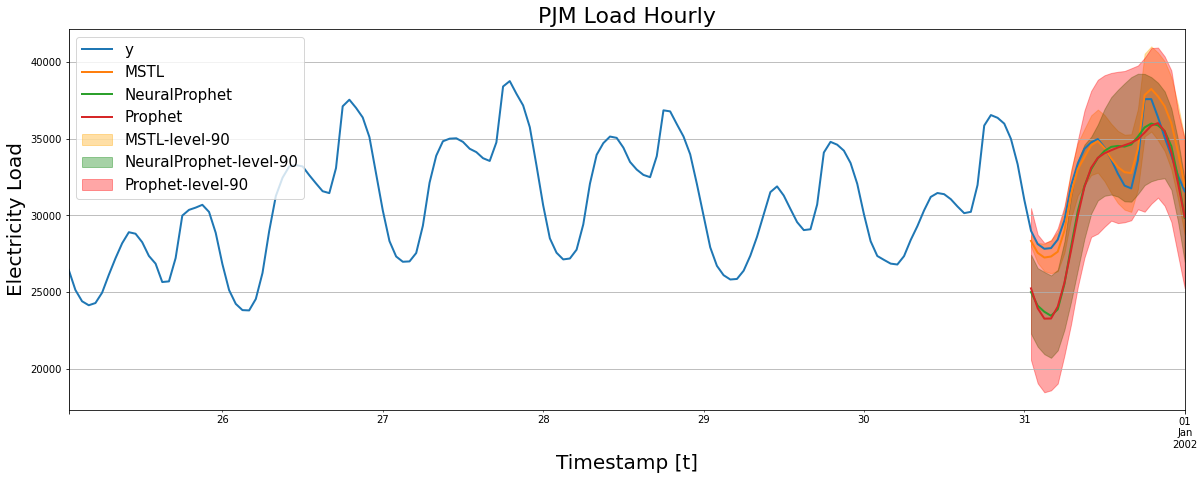 PJM Load Hourly
y
MSTL
NeuralProphet
Prophet
MSTL-level-90
NeuralProphet-level-90
Prophet-level-90
Electricity Load
40000
35000
30000
25000
20000
26
27
28
29
30
31
01
Jan
2002
Timestamp [t]